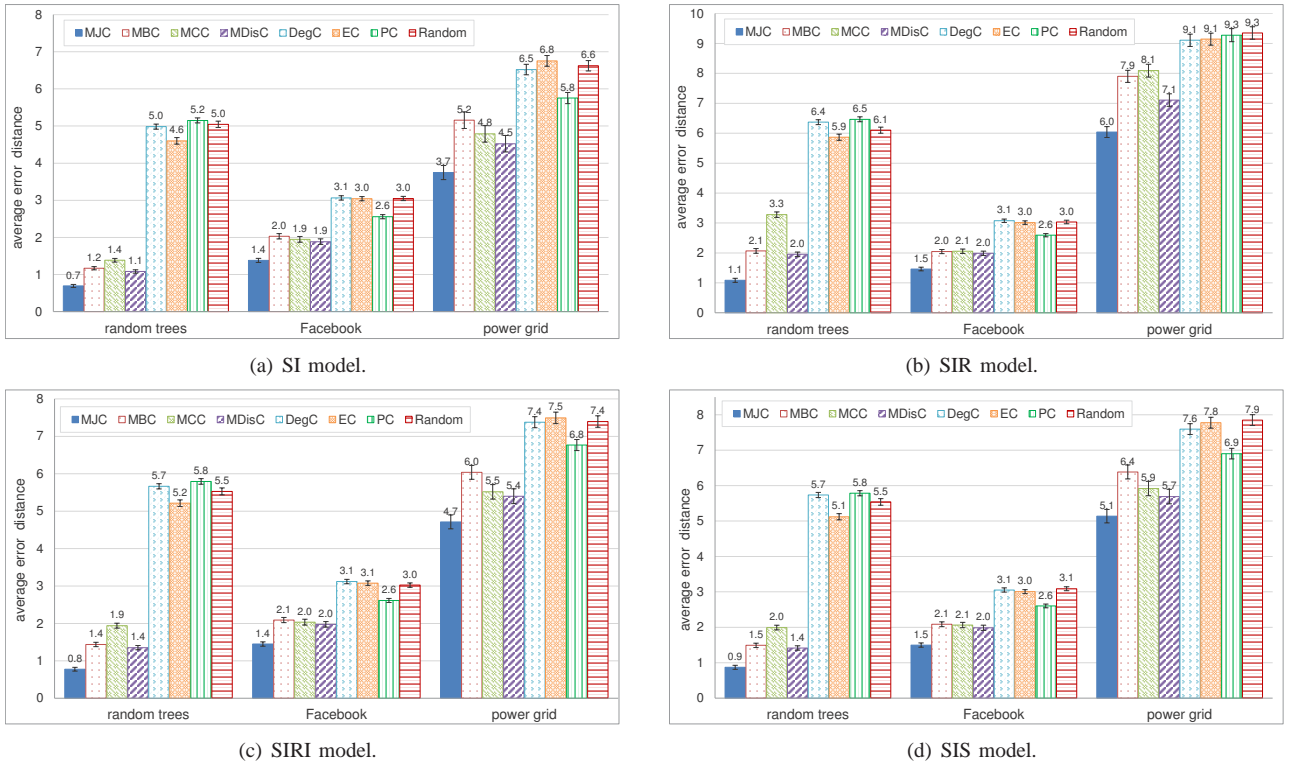 MJC MBC MCC MDisC DegC EC PC Random
average error distance
8
7
6
5
4
3
2
1
0
0.7 1.2 1.4 1.1 5.0 4.6 5.2 5.0
1.4 2.0 1.9 1.9 3.1 3.0 2.6 3.0
3.7 5.2 4.8 4.5 6.5 6.8 5.8 6.6
random trees Facebook power grid
(a) SI model.
MJC MBC MCC MDisC DegC EC PC Random
average error distance
10
9
8
7
6
5
4
3
2
1
0
1.1 2.1 3.3 2.0 6.4 5.9 6.5 6.1
1.5 2.0 2.1 2.0 3.1 3.0 2.6 3.0
6.0 7.9 8.1 7.1 9.1 9.1 9.3 9.3
random trees Facebook power grid
(b) SIR model.
MJC MBC MCC MDisC DegC EC PC Random
average error distance
8
7
6
5
4
3
2
1
0
0.8 1.4 1.9 1.4 5.7 5.2 5.8 5.5
1.4 2.1 2.0 2.0 3.1 3.1 2.6 3.0
4.7 6.0 5.5 5.4 7.4 7.5 6.8 7.4
random trees Facebook power grid
(c) SIRI model.
MJC MBC MCC MDisC DegC EC PC Random
average error distance
8
7
6
5
4
3
2
1
0
0.9 1.5 2.0 1.4 5.7 5.1 5.8 5.5
1.5 2.1 2.1 2.0 3.1 3.0 2.6 3.1
5.1 6.4 5.9 5.7 7.6 7.8 6.9 7.9
random trees Facebook power grid
(d) SIS model.